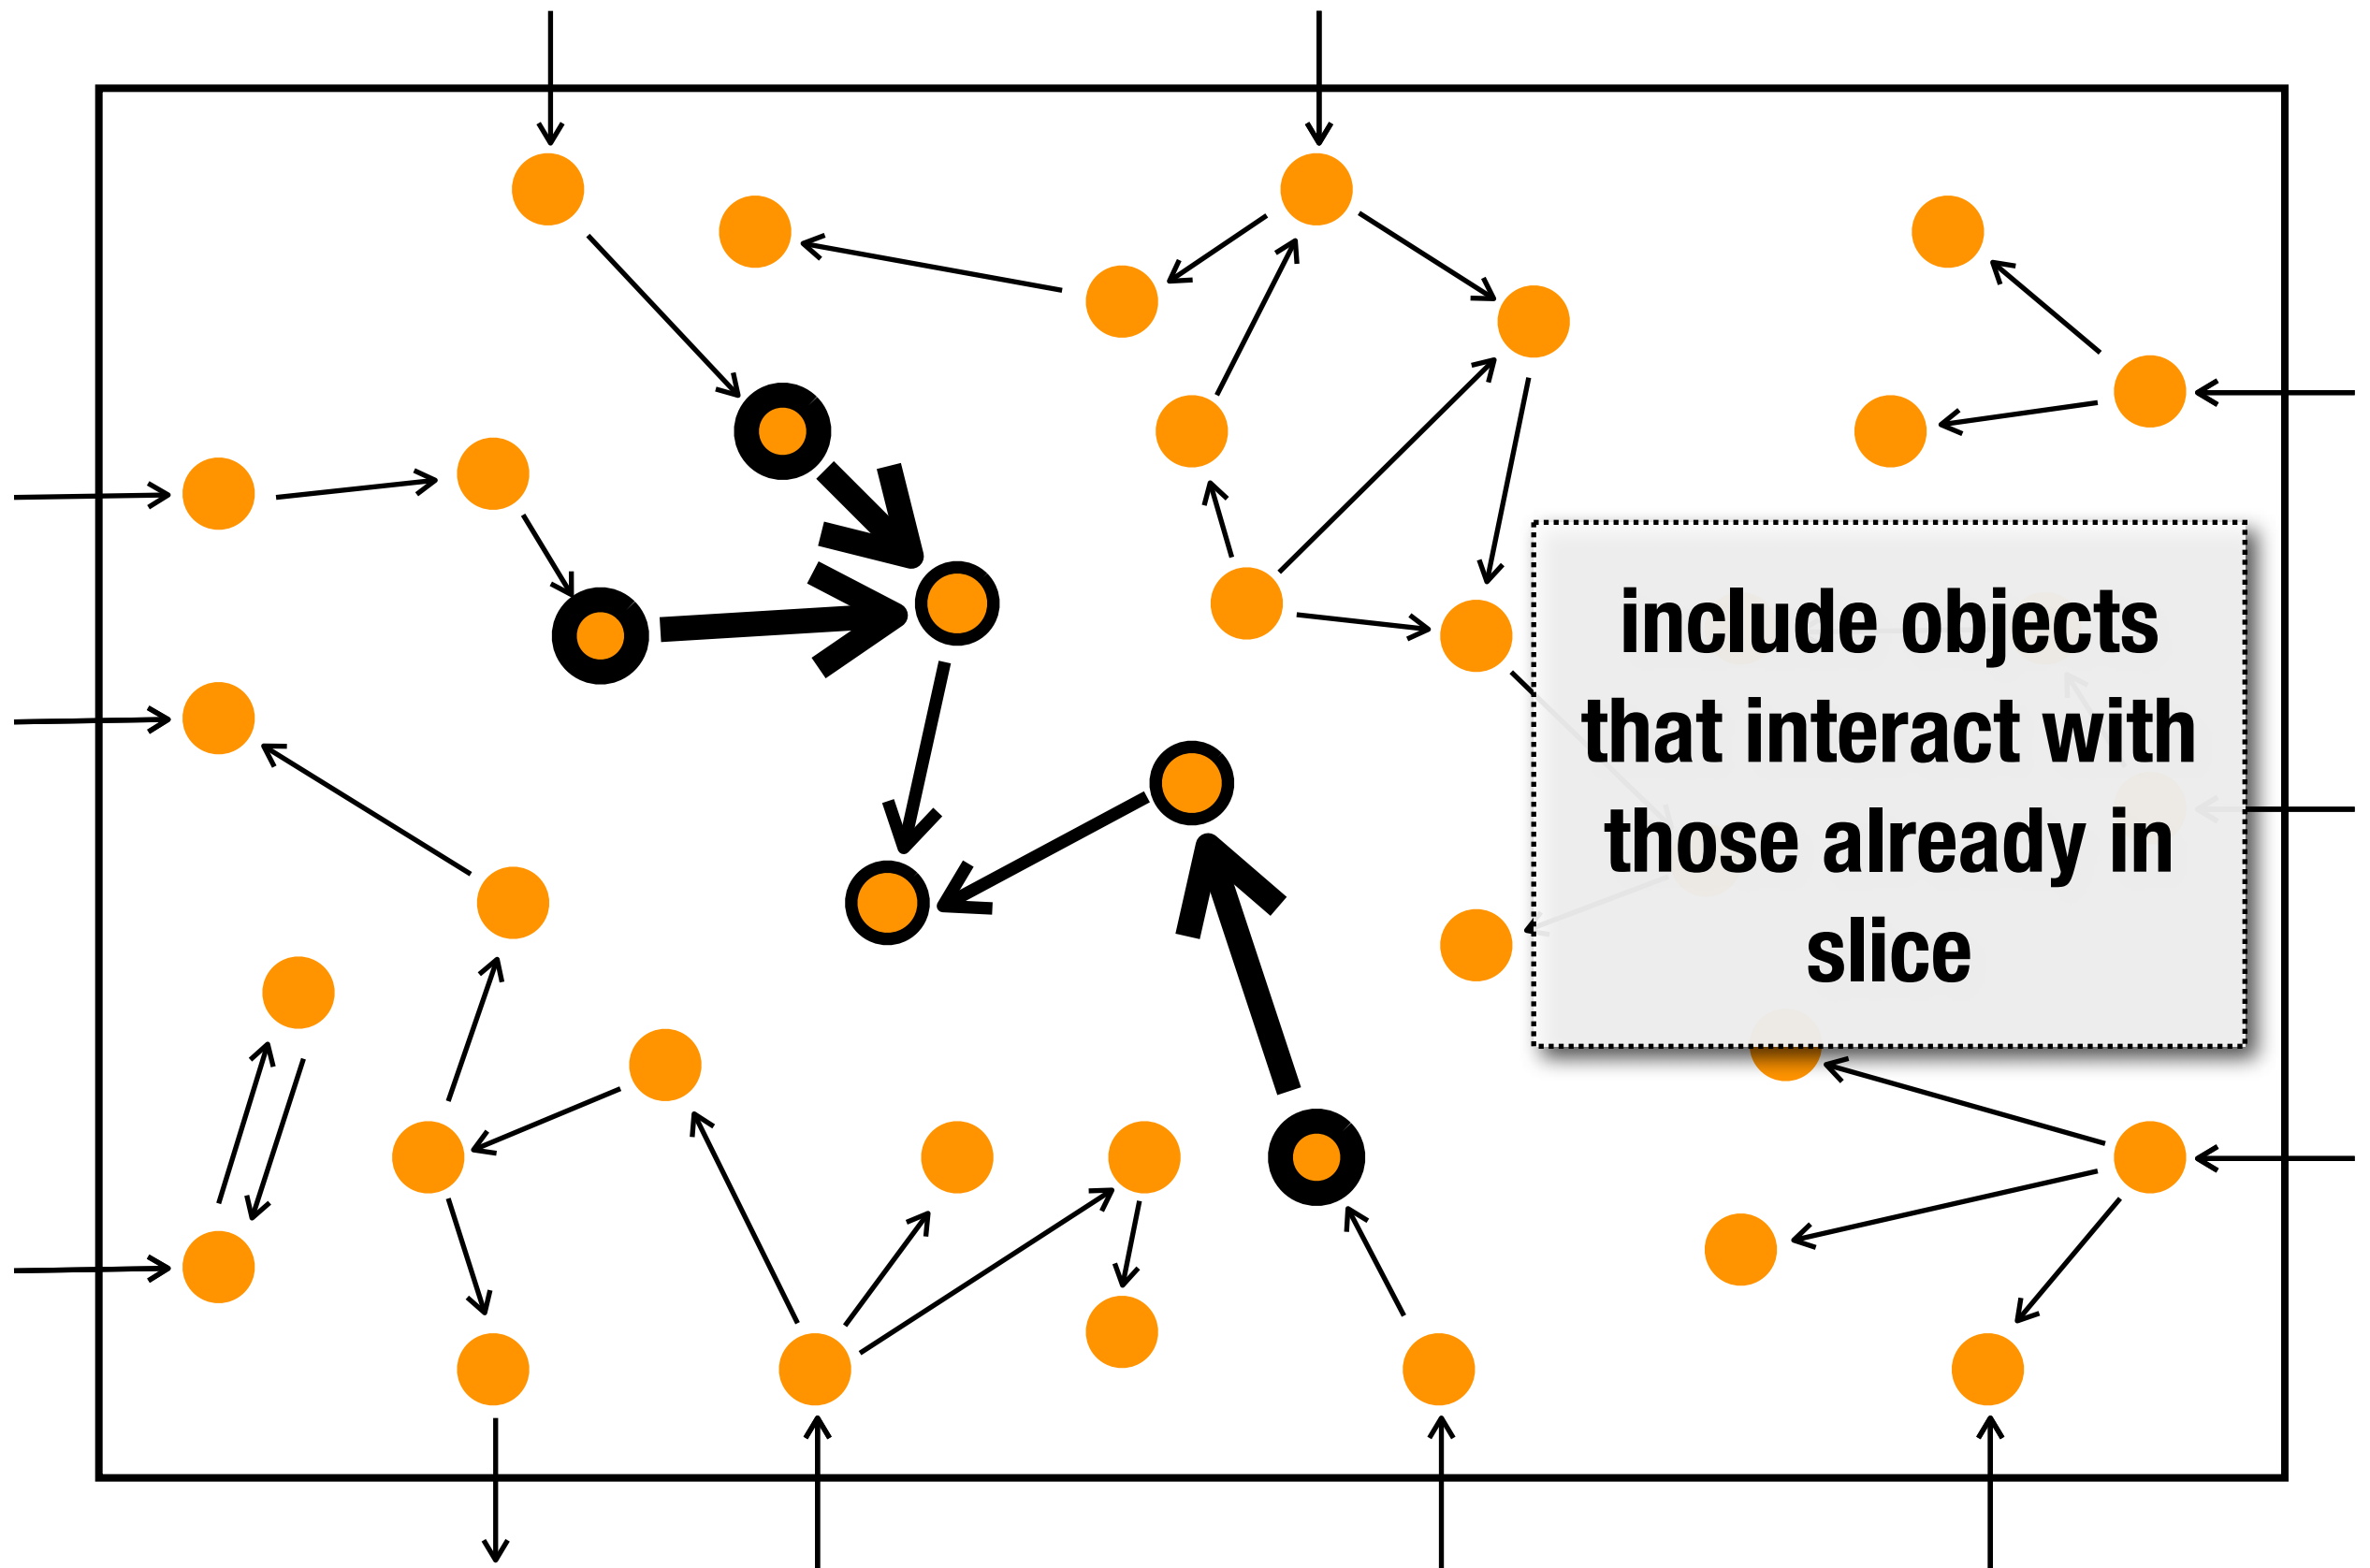 include objects
that interact with
those already in
slice